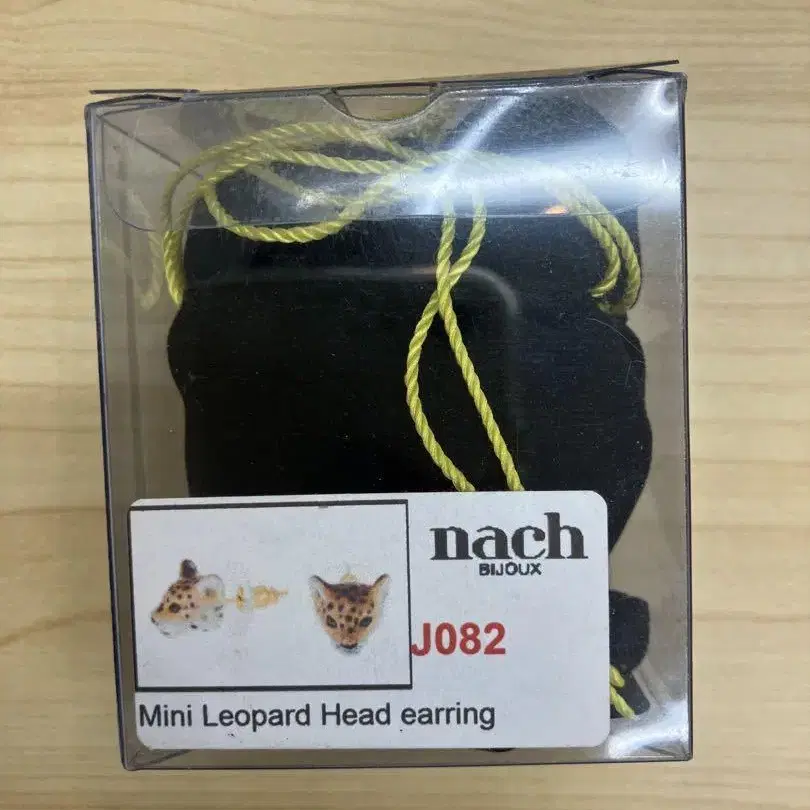 nach
BIJOUX
J082
Mini Leopard Head earring